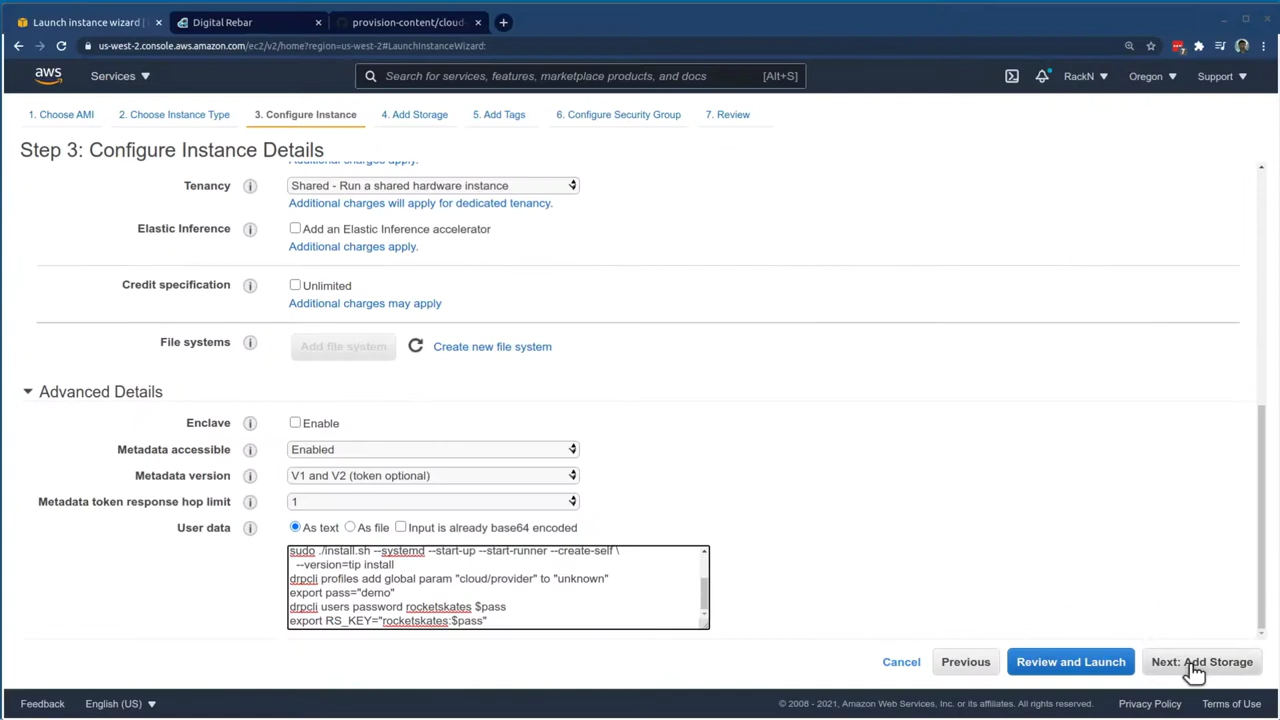 Launch instance wizard |
Digital Rebar
provision-content/cloud-
us-west-2.console.aws.amazon.com/ec2/v2/home?region=us-west-2#LaunchInstanceWizard:
7
aws
Services
Search for services, features, marketplace products, and docs
[Alt+S]
RackN
Oregon
Support
1. Choose AMI
2. Choose Instance Type
3. Configure Instance
4. Add Storage
5. Add Tags
6. Configure Security Group
7. Review
Step 3: Configure Instance Details
Additional charges apply.
Tenancy
Shared - Run a shared hardware instance
Additional charges will apply for dedicated tenancy.
Elastic Inference
Add an Elastic Inference accelerator
Additional charges apply.
Credit specification
Unlimited
Additional charges may apply
File systems
Add file system
Create new file system
Advanced Details
Enclave
Enable
Metadata accessible
Enabled
Metadata version
V1 and V2 (token optional)
Metadata token response hop limit
1
User data
As text
As file
Input is already base64 encoded
sudo ./install.sh --systemd --start-up --start-runner --create-self \
--version=tip install
drpcli profiles add global param "cloud/provider" to "unknown"
export pass="demo"
drpcli users password rocketskates $pass
export RS_KEY="rocketskates:$pass"
Cancel
Previous
Review and Launch
Next: Add Storage
Feedback
English (US)
© 2008 - 2021, Amazon Web Services, Inc. or its affiliates. All rights reserved.
Privacy Policy
Terms of Use